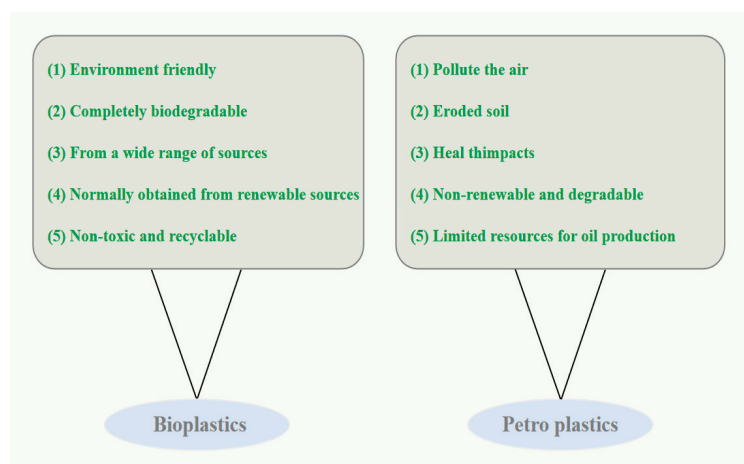 (1) Environment friendly
(2) Completely biodegradable
(3) From a wide range of sources
(4) Normally obtained from renewable sources
(5) Non-toxic and recyclable
Bioplastics
(1) Pollute the air
(2) Eroded soil
(3) Heal thimpacts
(4) Non-renewable and degradable
(5) Limited resources for oil production
Petro plastics